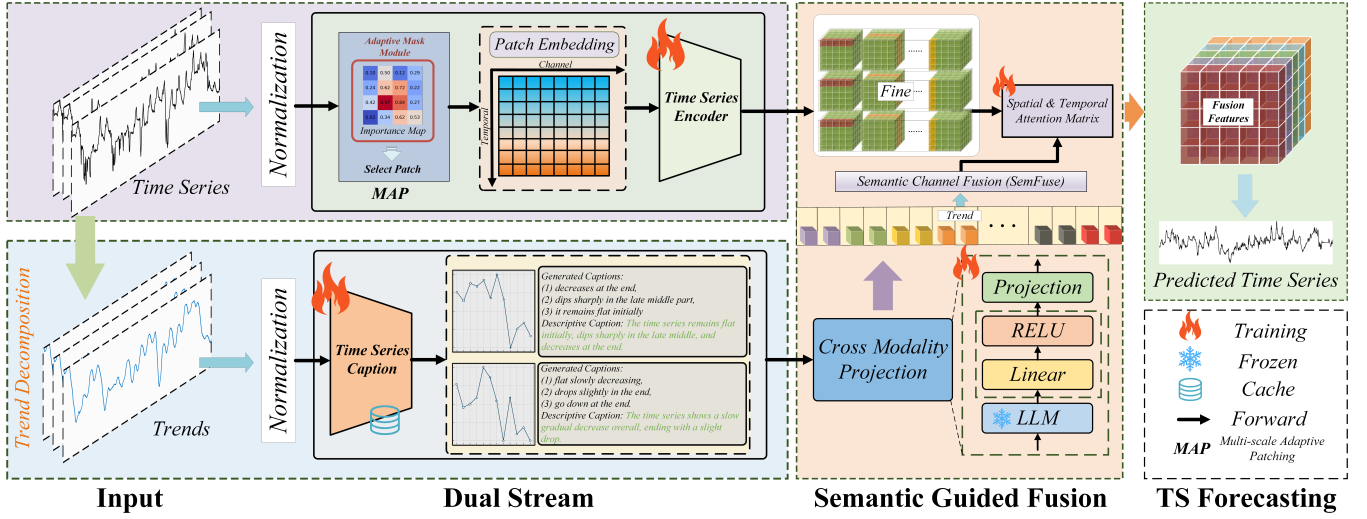 Time Series
Normalization
Adaptive Mask
Module
0.10 0.50 0.12 0.29
0.24 0.62 0.72 0.22
0.42 0.88 0.27
0.34 0.62 0.53
Importance Map
Select Patch
MAP
Patch Embedding
Channel
Temporal
Time Series
Encoder
Fine
Spatial & Temporal
Attention Matrix
Semantic Channel Fusion (SemFuse)
Trend
Fusion
Features
Predicted Time Series
Trend Decomposition
Trends
Normalization
Time Series
Caption
Generated Captions:
(1) decreases at the end,
(2) dips sharply in the late middle part,
(3) it remains flat initially
Descriptive Caption: The time series remains flat
initially, dips sharply in the late middle, and
decreases at the end.
Generated Captions:
(1) flat slowly decreasing,
(2) drops slightly in the end,
(3) go down at the end.
Descriptive Caption: The time series shows a slow
gradual decrease overall, ending with a slight
drop.
Cross Modality
Projection
Projection
RELU
Linear
LLM
Training
Frozen
Cache
Forward
MAP Multi-scale Adaptive
Patching
Input
Dual Stream
Semantic Guided Fusion
TS Forecasting